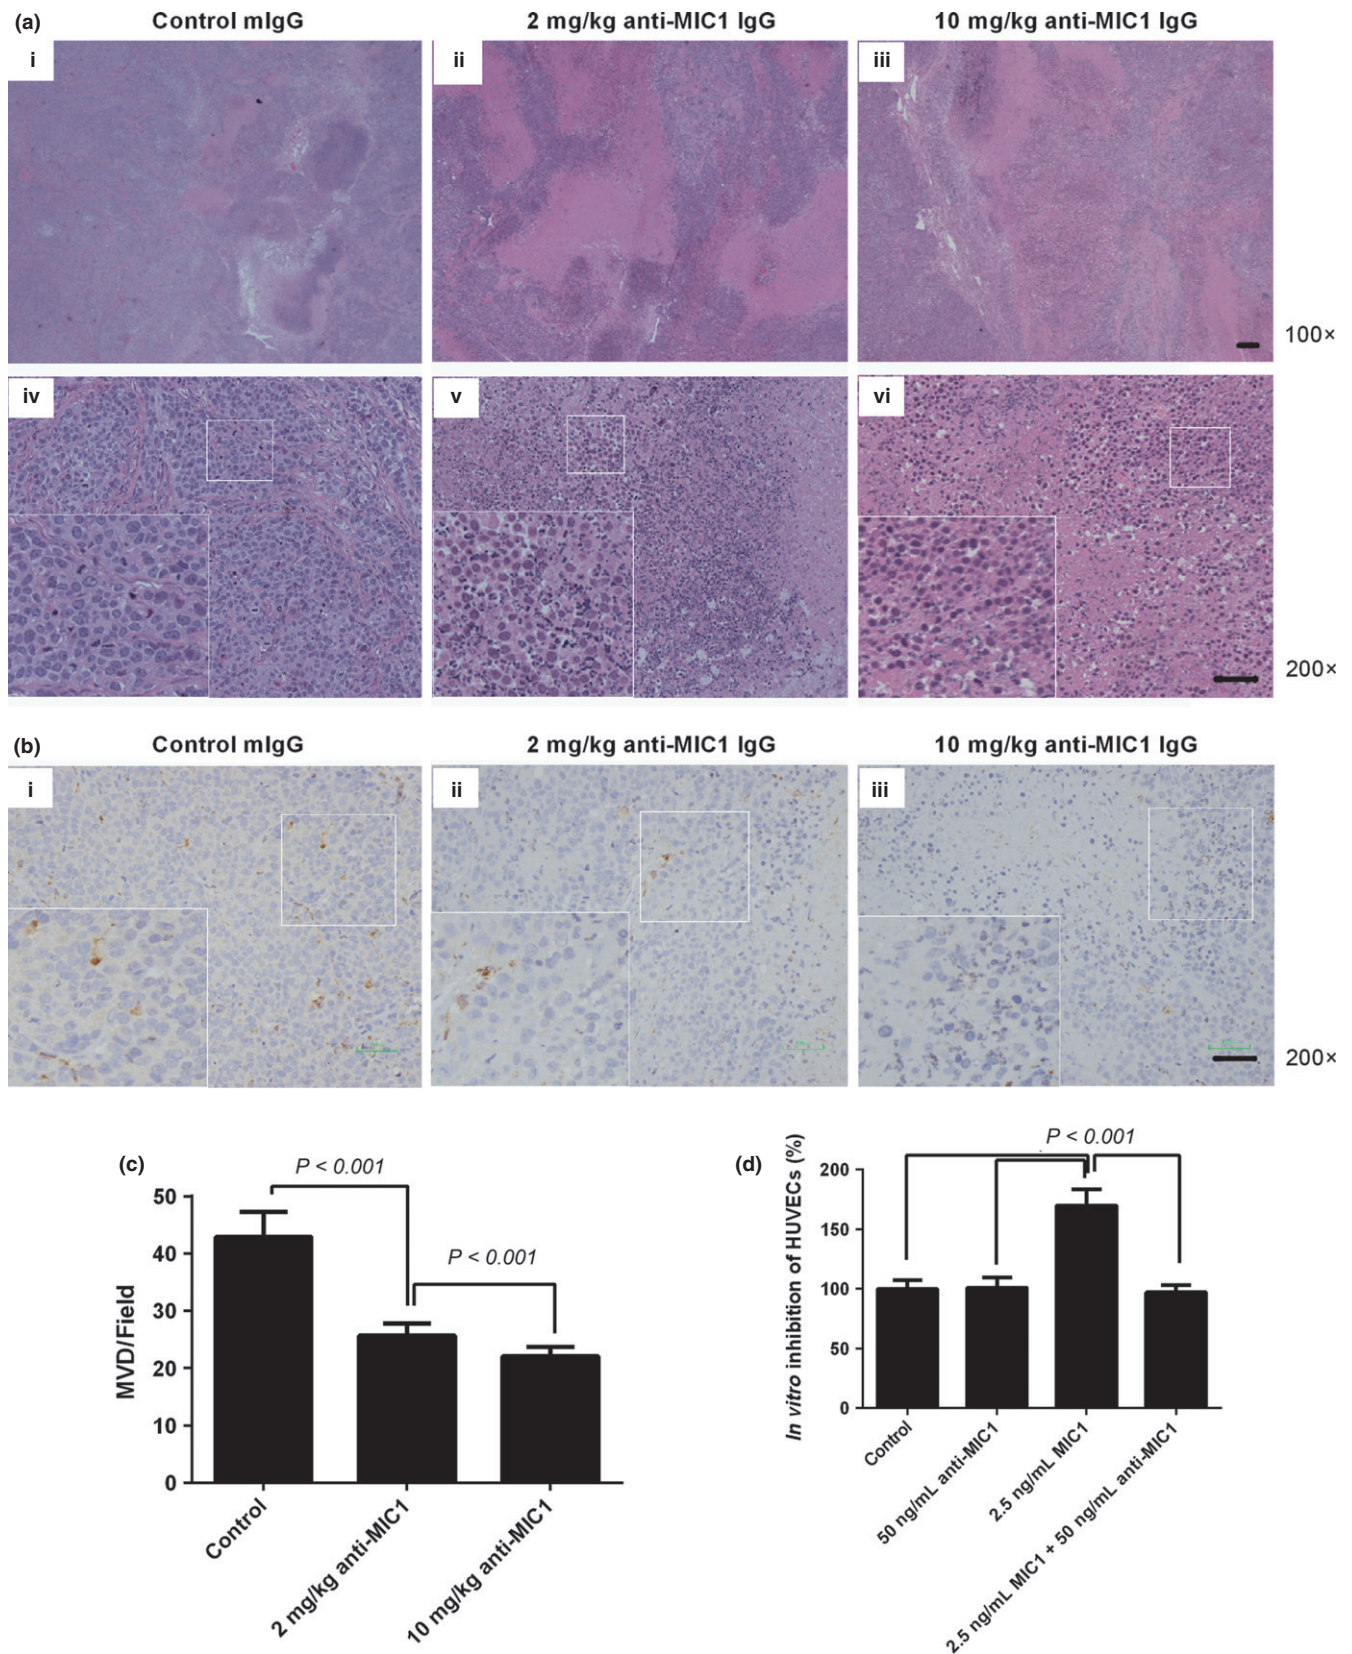 (a) Control mIgG 2 mg/kg anti-MIC1 IgG 10 mg/kg anti-MIC1 IgG
i ii iii
100×
iv v vi
200×
(b) Control mIgG 2 mg/kg anti-MIC1 IgG 10 mg/kg anti-MIC1 IgG
i ii iii
200×
(c)
P < 0.001
P < 0.001
MVD/Field
50
40
30
20
10
0
Control
2 mg/kg anti-MIC1
10 mg/kg anti-MIC1
(d)
P < 0.001
In vitro inhibition of HUVECs (%)
200
150
100
50
0
Control
50 ng/mL anti-MIC1
2.5 ng/mL MIC1
2.5 ng/mL MIC1 + 50 ng/mL anti-MIC1